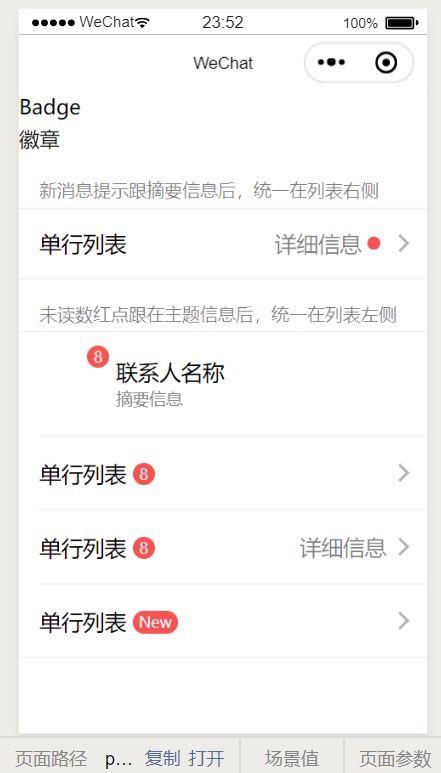 ●●●●● WeChat 23:52 100%
WeChat
Badge
徽章
新消息提示跟摘要信息后，统一在列表右侧
单行列表 详细信息
未读数红点跟在主题信息后，统一在列表左侧
8
联系人名称
摘要信息
单行列表 8
单行列表 8 详细信息
单行列表 New
页面路径 p... 复制 打开 场景值 页面参数